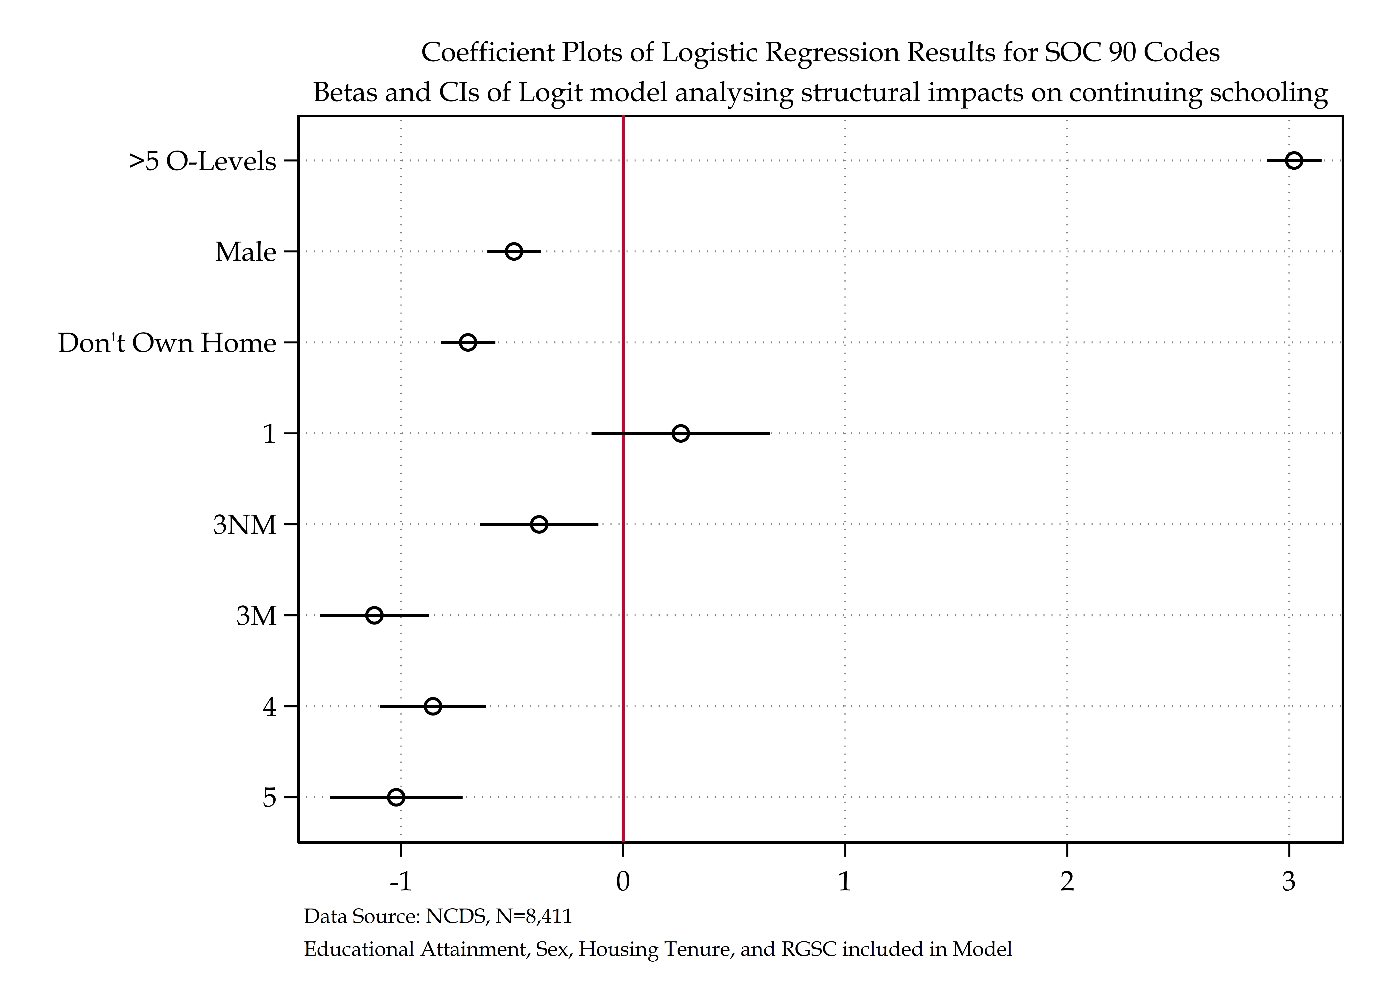 Coefficient Plots of Logistic Regression Results for SOC 90 Codes
Betas and CIs of Logit model analysing structural impacts on continuing schooling
>5 O-Levels
Male
Don't Own Home
1
3NM
3M
4
5
-1 0 1 2 3
Data Source: NCDS, N=8,411
Educational Attainment, Sex, Housing Tenure, and RGSC included in Model